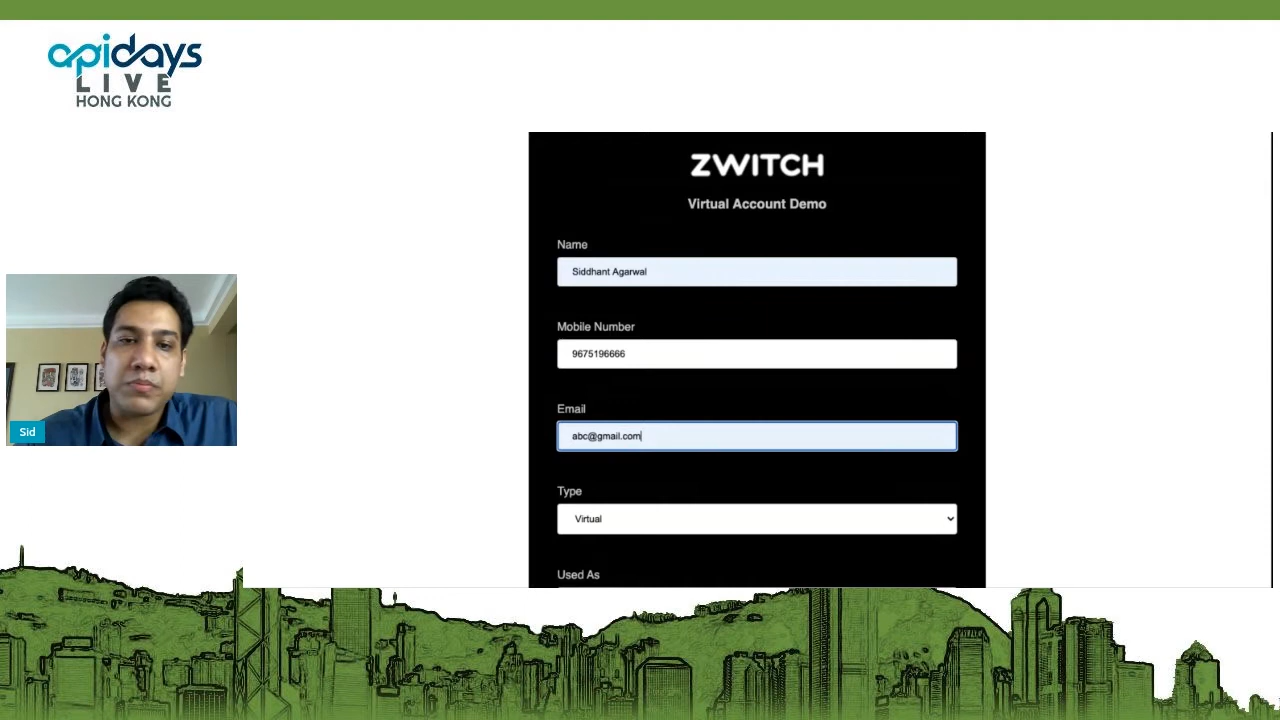 apidays
LIVE
HONG KONG
ZWITCH
Virtual Account Demo
Name
Siddhant Agarwal
Mobile Number
9675196666
Email
abc@gmail.com
Type
Virtual
Used As
Sid